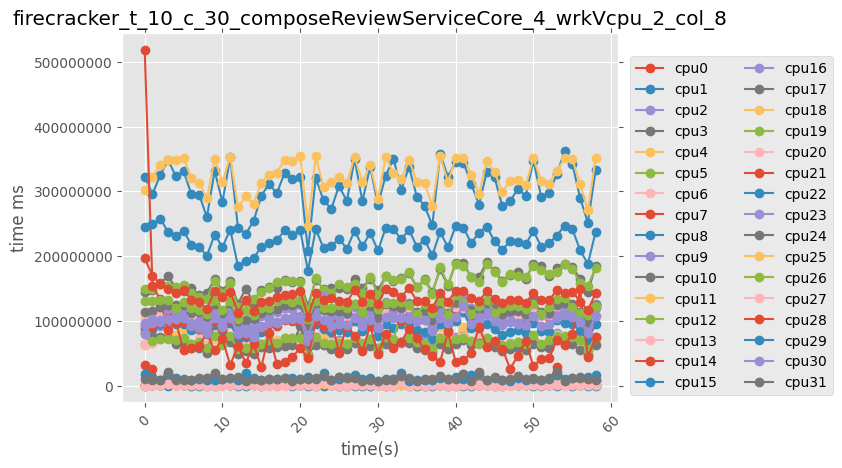 firecracker_t_10_c_30_composeReviewServiceCore_4_wrkVcpu_2_col_8
500000000
400000000
300000000
200000000
100000000
0
time ms
0 10 20 30 40 50 60
time(s)
cpu0 cpu16
cpu1 cpu17
cpu2 cpu18
cpu3 cpu19
cpu4 cpu20
cpu5 cpu21
cpu6 cpu22
cpu7 cpu23
cpu8 cpu24
cpu9 cpu25
cpu10 cpu26
cpu11 cpu27
cpu12 cpu28
cpu13 cpu29
cpu14 cpu30
cpu15 cpu31